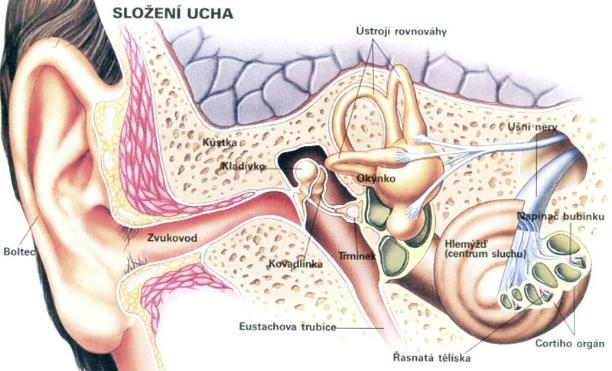 SLOŽENÍ UCHA
Ústrojí rovnováhy
Ušní nervy
Kůstka
Kladívko
Okýnko
Napínač bubínku
Boltec
Zvukovod
Hlemýžď
(centrum sluchu)
Kovadlinka
Třmínek
Eustachova trubice
Cortiho orgán
Řasnatá tělíska